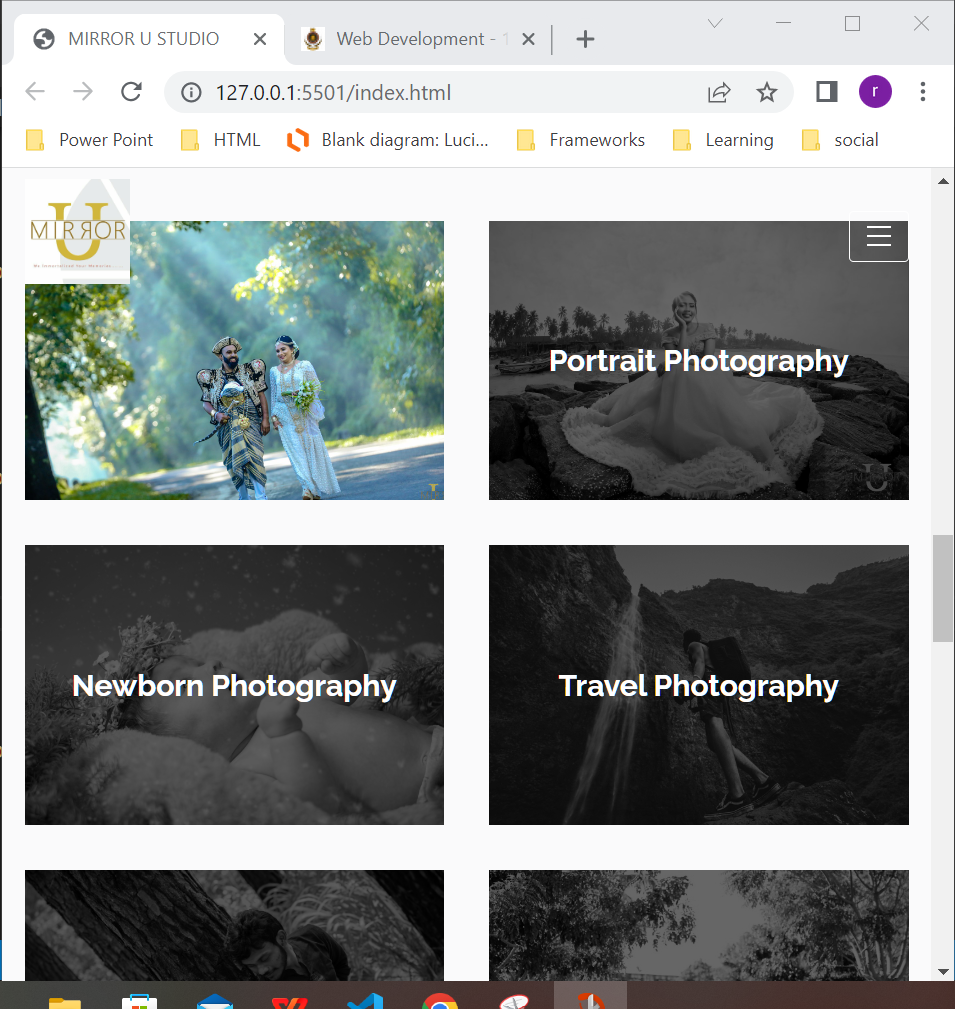 MIRROR U STUDIO
Web Development - 1
127.0.0.1:5501/index.html
r
Power Point
HTML
Blank diagram: Luci...
Frameworks
Learning
social
U
MIRROR
Portrait Photography
U
Newborn Photography
Travel Photography